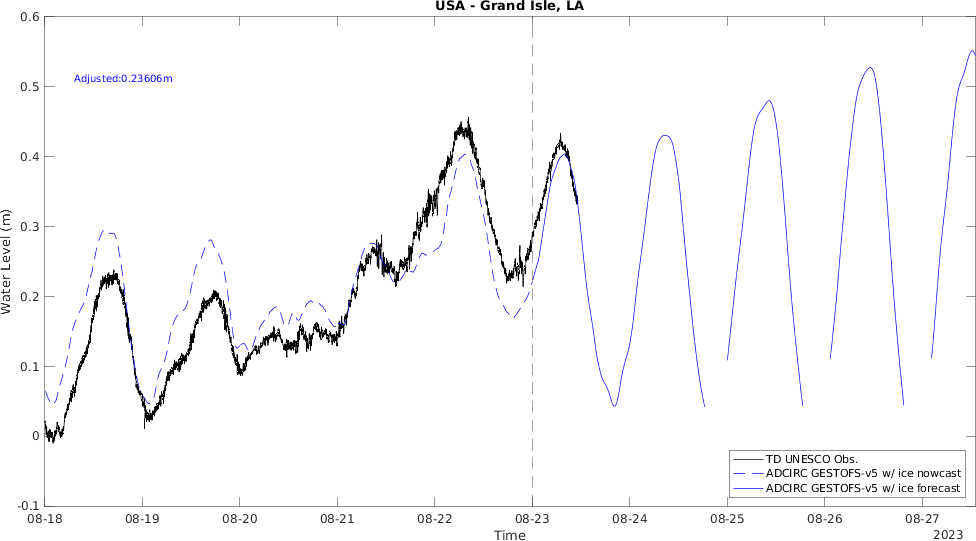 USA - Grand Isle, LA
Adjusted:0.23606m
Water Level (m)
0.6
0.5
0.4
0.3
0.2
0.1
0
-0.1
TD UNESCO Obs.
ADCIRC GESTOFS-v5 w/ ice nowcast
ADCIRC GESTOFS-v5 w/ ice forecast
08-18 08-19 08-20 08-21 08-22 08-23 08-24 08-25 08-26 08-27
Time
2023